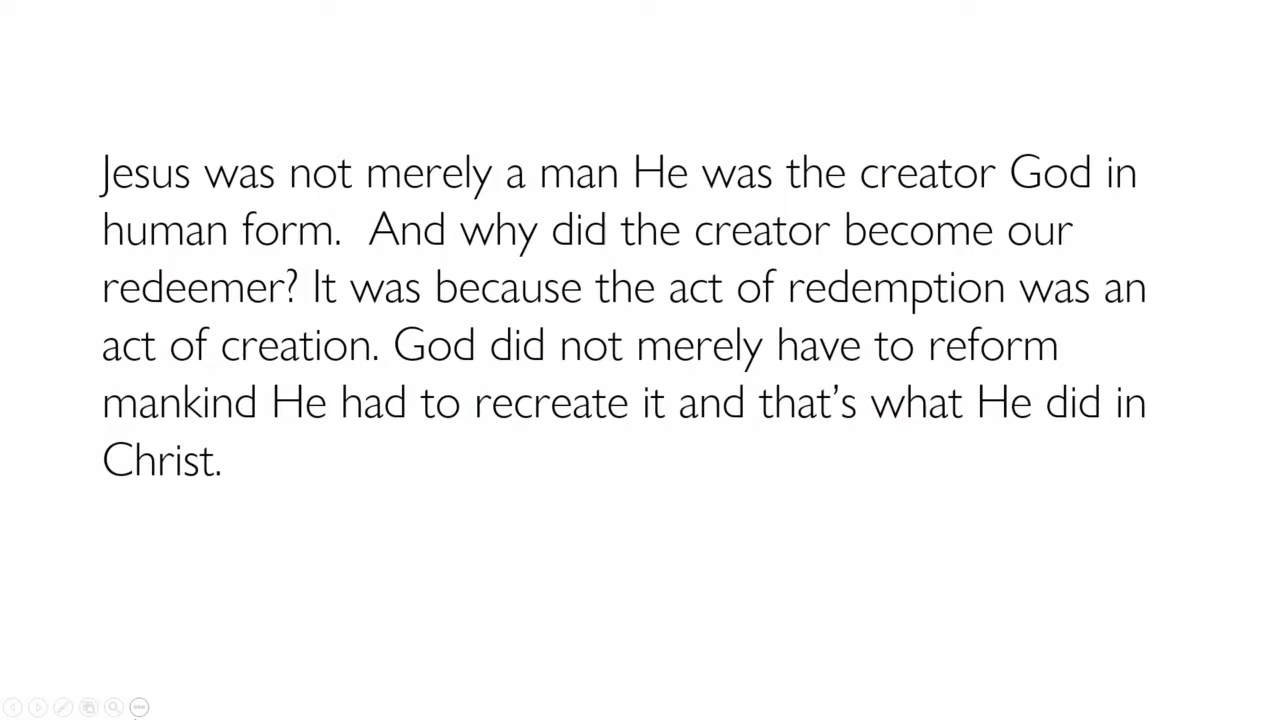 Jesus was not merely a man He was the creator God in
human form.  And why did the creator become our
redeemer? It was because the act of redemption was an
act of creation. God did not merely have to reform
mankind He had to recreate it and that’s what He did in
Christ.